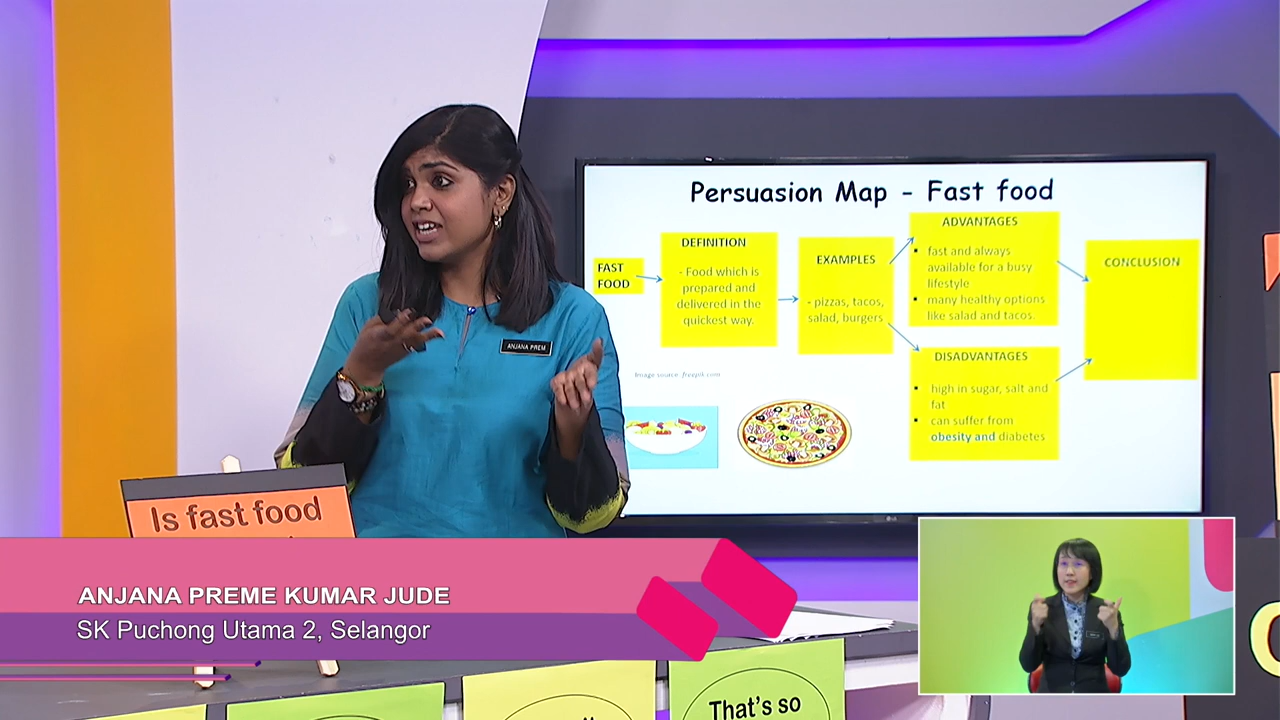 Persuasion Map - Fast food
FAST
FOOD
DEFINITION
- Food which is
prepared and
delivered in the
quickest way.
EXAMPLES
- pizzas, tacos,
salad, burgers
ADVANTAGES
▪ fast and always
available for a busy
lifestyle
▪ many healthy options
like salad and tacos.
DISADVANTAGES
▪ high in sugar, salt and
fat
▪ can suffer from
obesity and diabetes
CONCLUSION
Image source: freepik.com
ANJANA PREM
Is fast food
ANJANA PREME KUMAR JUDE
SK Puchong Utama 2, Selangor
That's so
LG